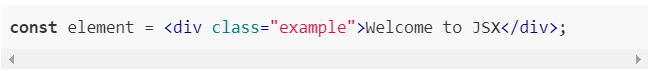 const element = <div class="example">Welcome to JSX</div>;